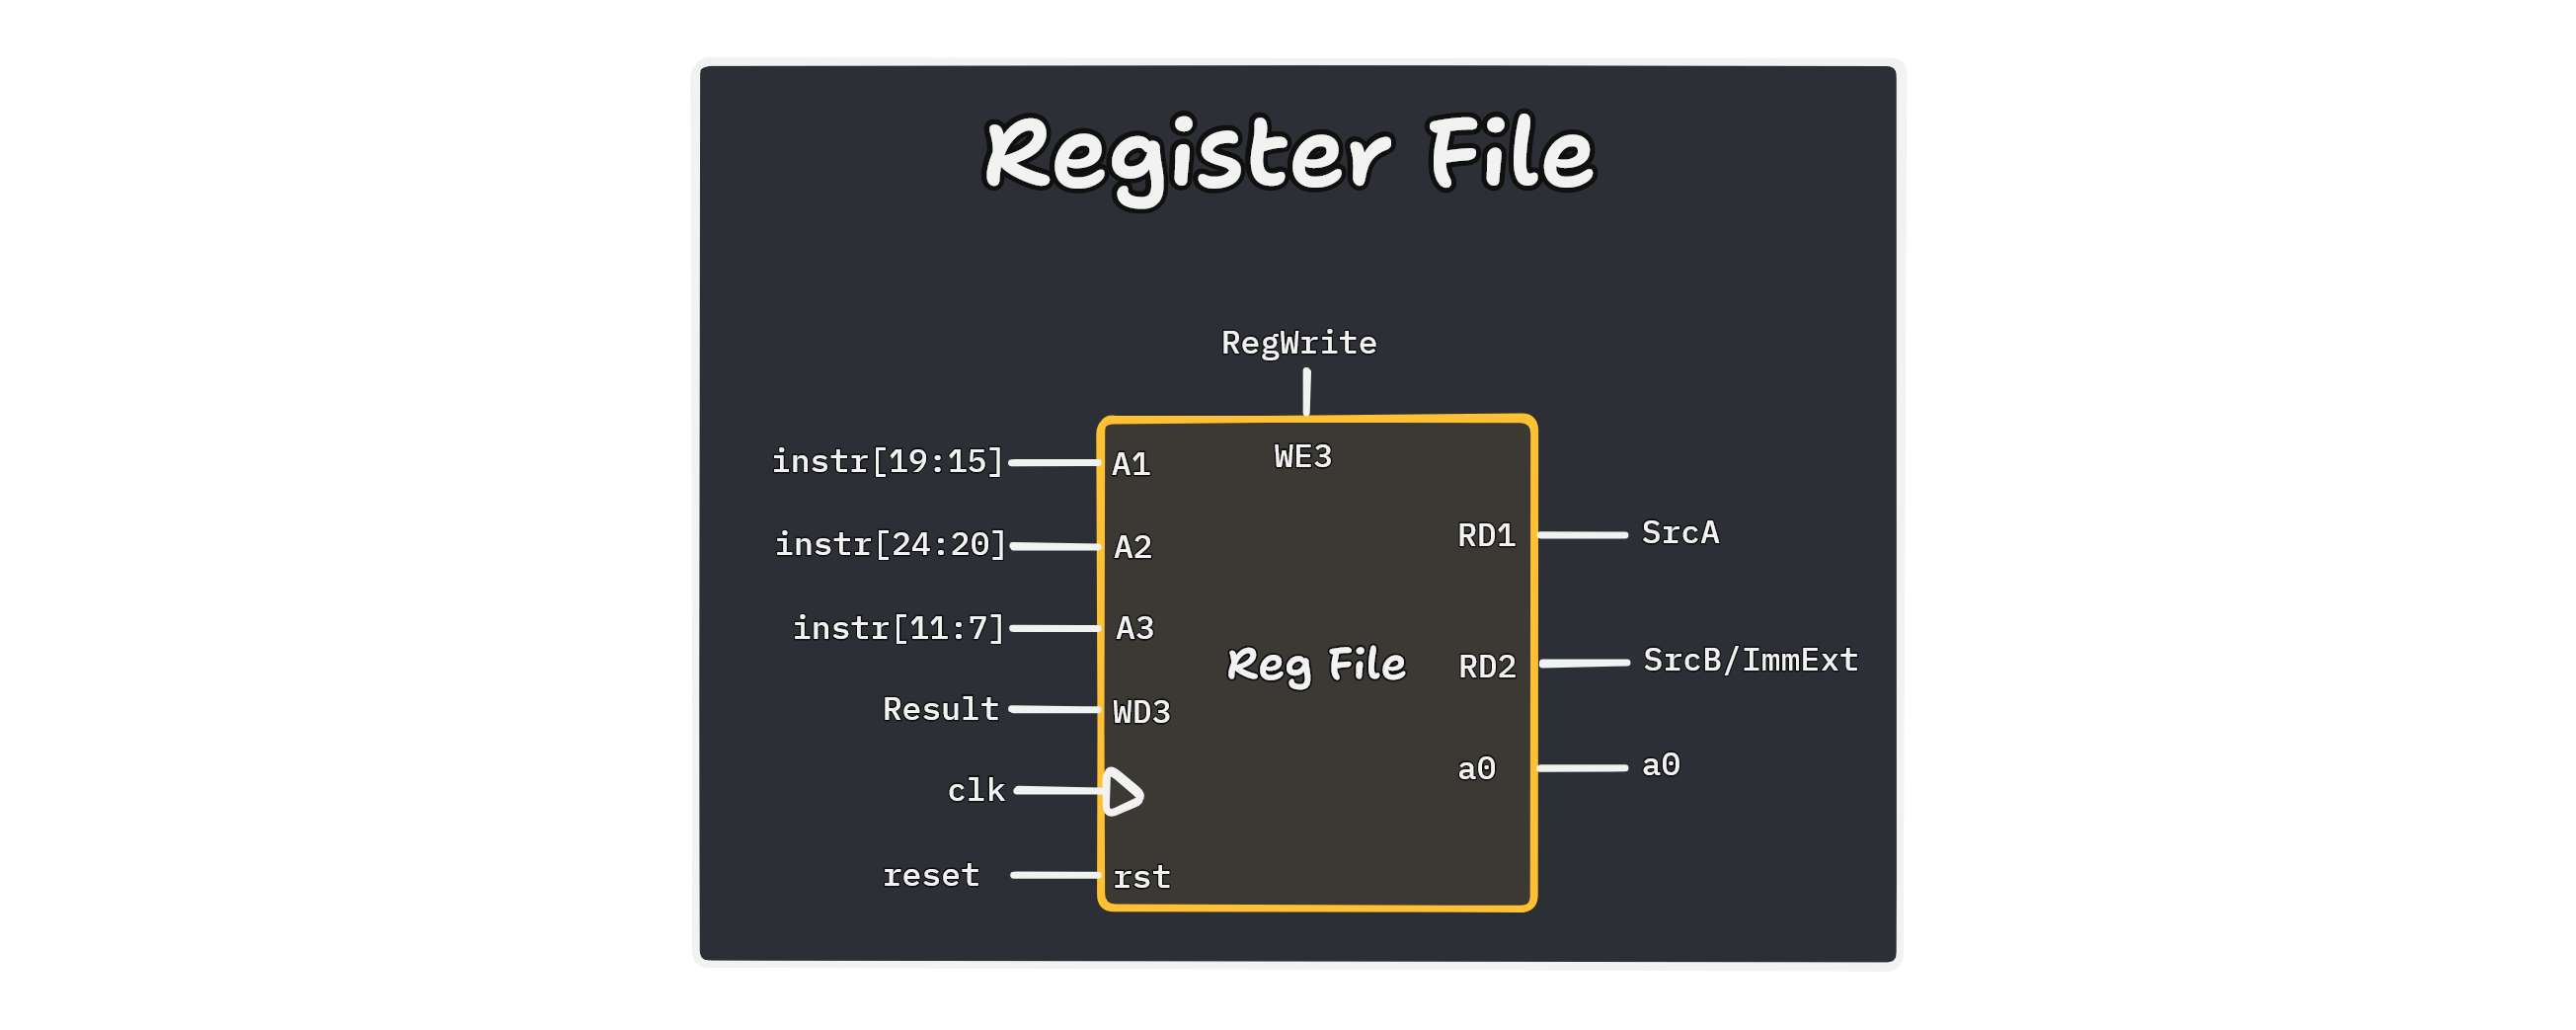 Register File
RegWrite
instr[19:15]
A1
WE3
instr[24:20]
A2
RD1
SrcA
instr[11:7]
A3
Reg File
RD2
SrcB/ImmExt
Result
WD3
a0
a0
clk
reset
rst